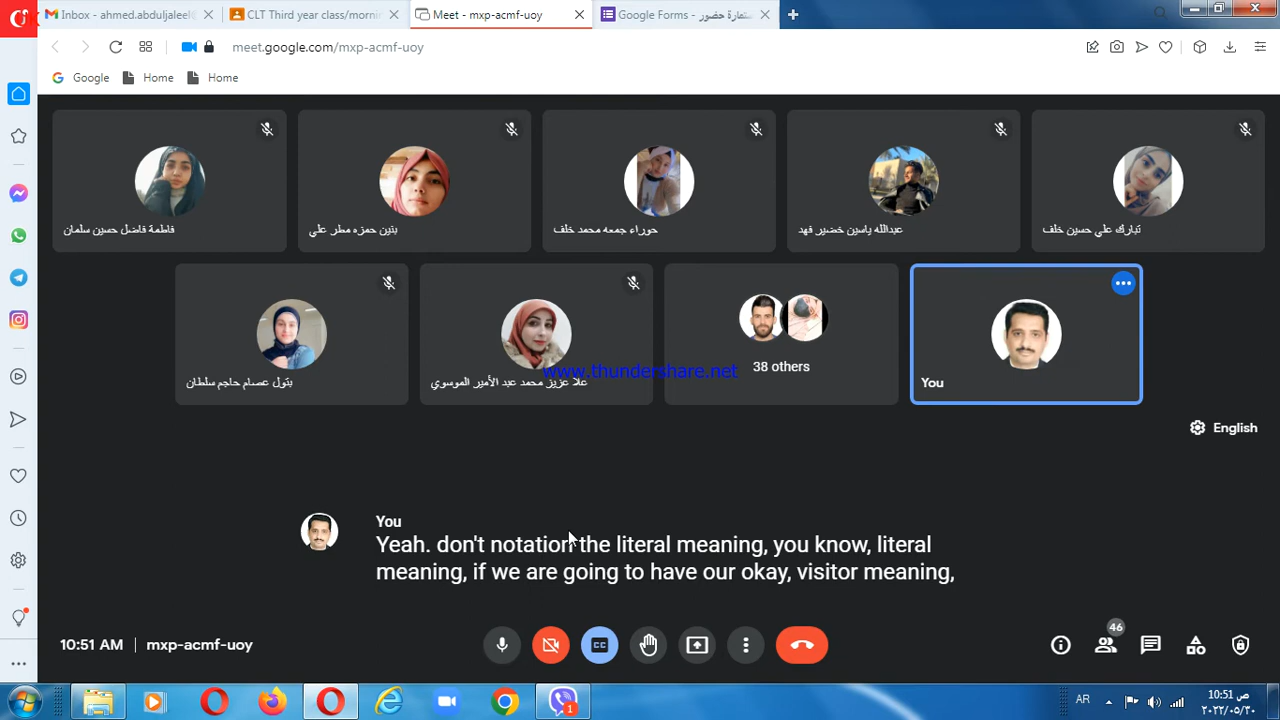 Inbox - ahmed.abduljaleel@
CLT Third year class/mornin
Meet - mxp-acmf-uoy
Google Forms - استمارة حضور
meet.google.com/mxp-acmf-uoy
Google
Home
Home
فاطمة فاضل حسين سلمان
بنين حمزه مطر علي
حوراء جمعه محمد خلف
عبدالله ياسين خضير فهد
تبارك علي حسين خلف
بتول عصام حاجم سلطان
علا عزيز محمد عبد الأمير الموسوي
38 others
You
www.thundershare.net
English
You
Yeah. don't notation the literal meaning, you know, literal
meaning, if we are going to have our okay, visitor meaning,
10:51 AM
mxp-acmf-uoy
46
1
AR
10:51 ص
٢٠٢٢/٠٥/٣٠